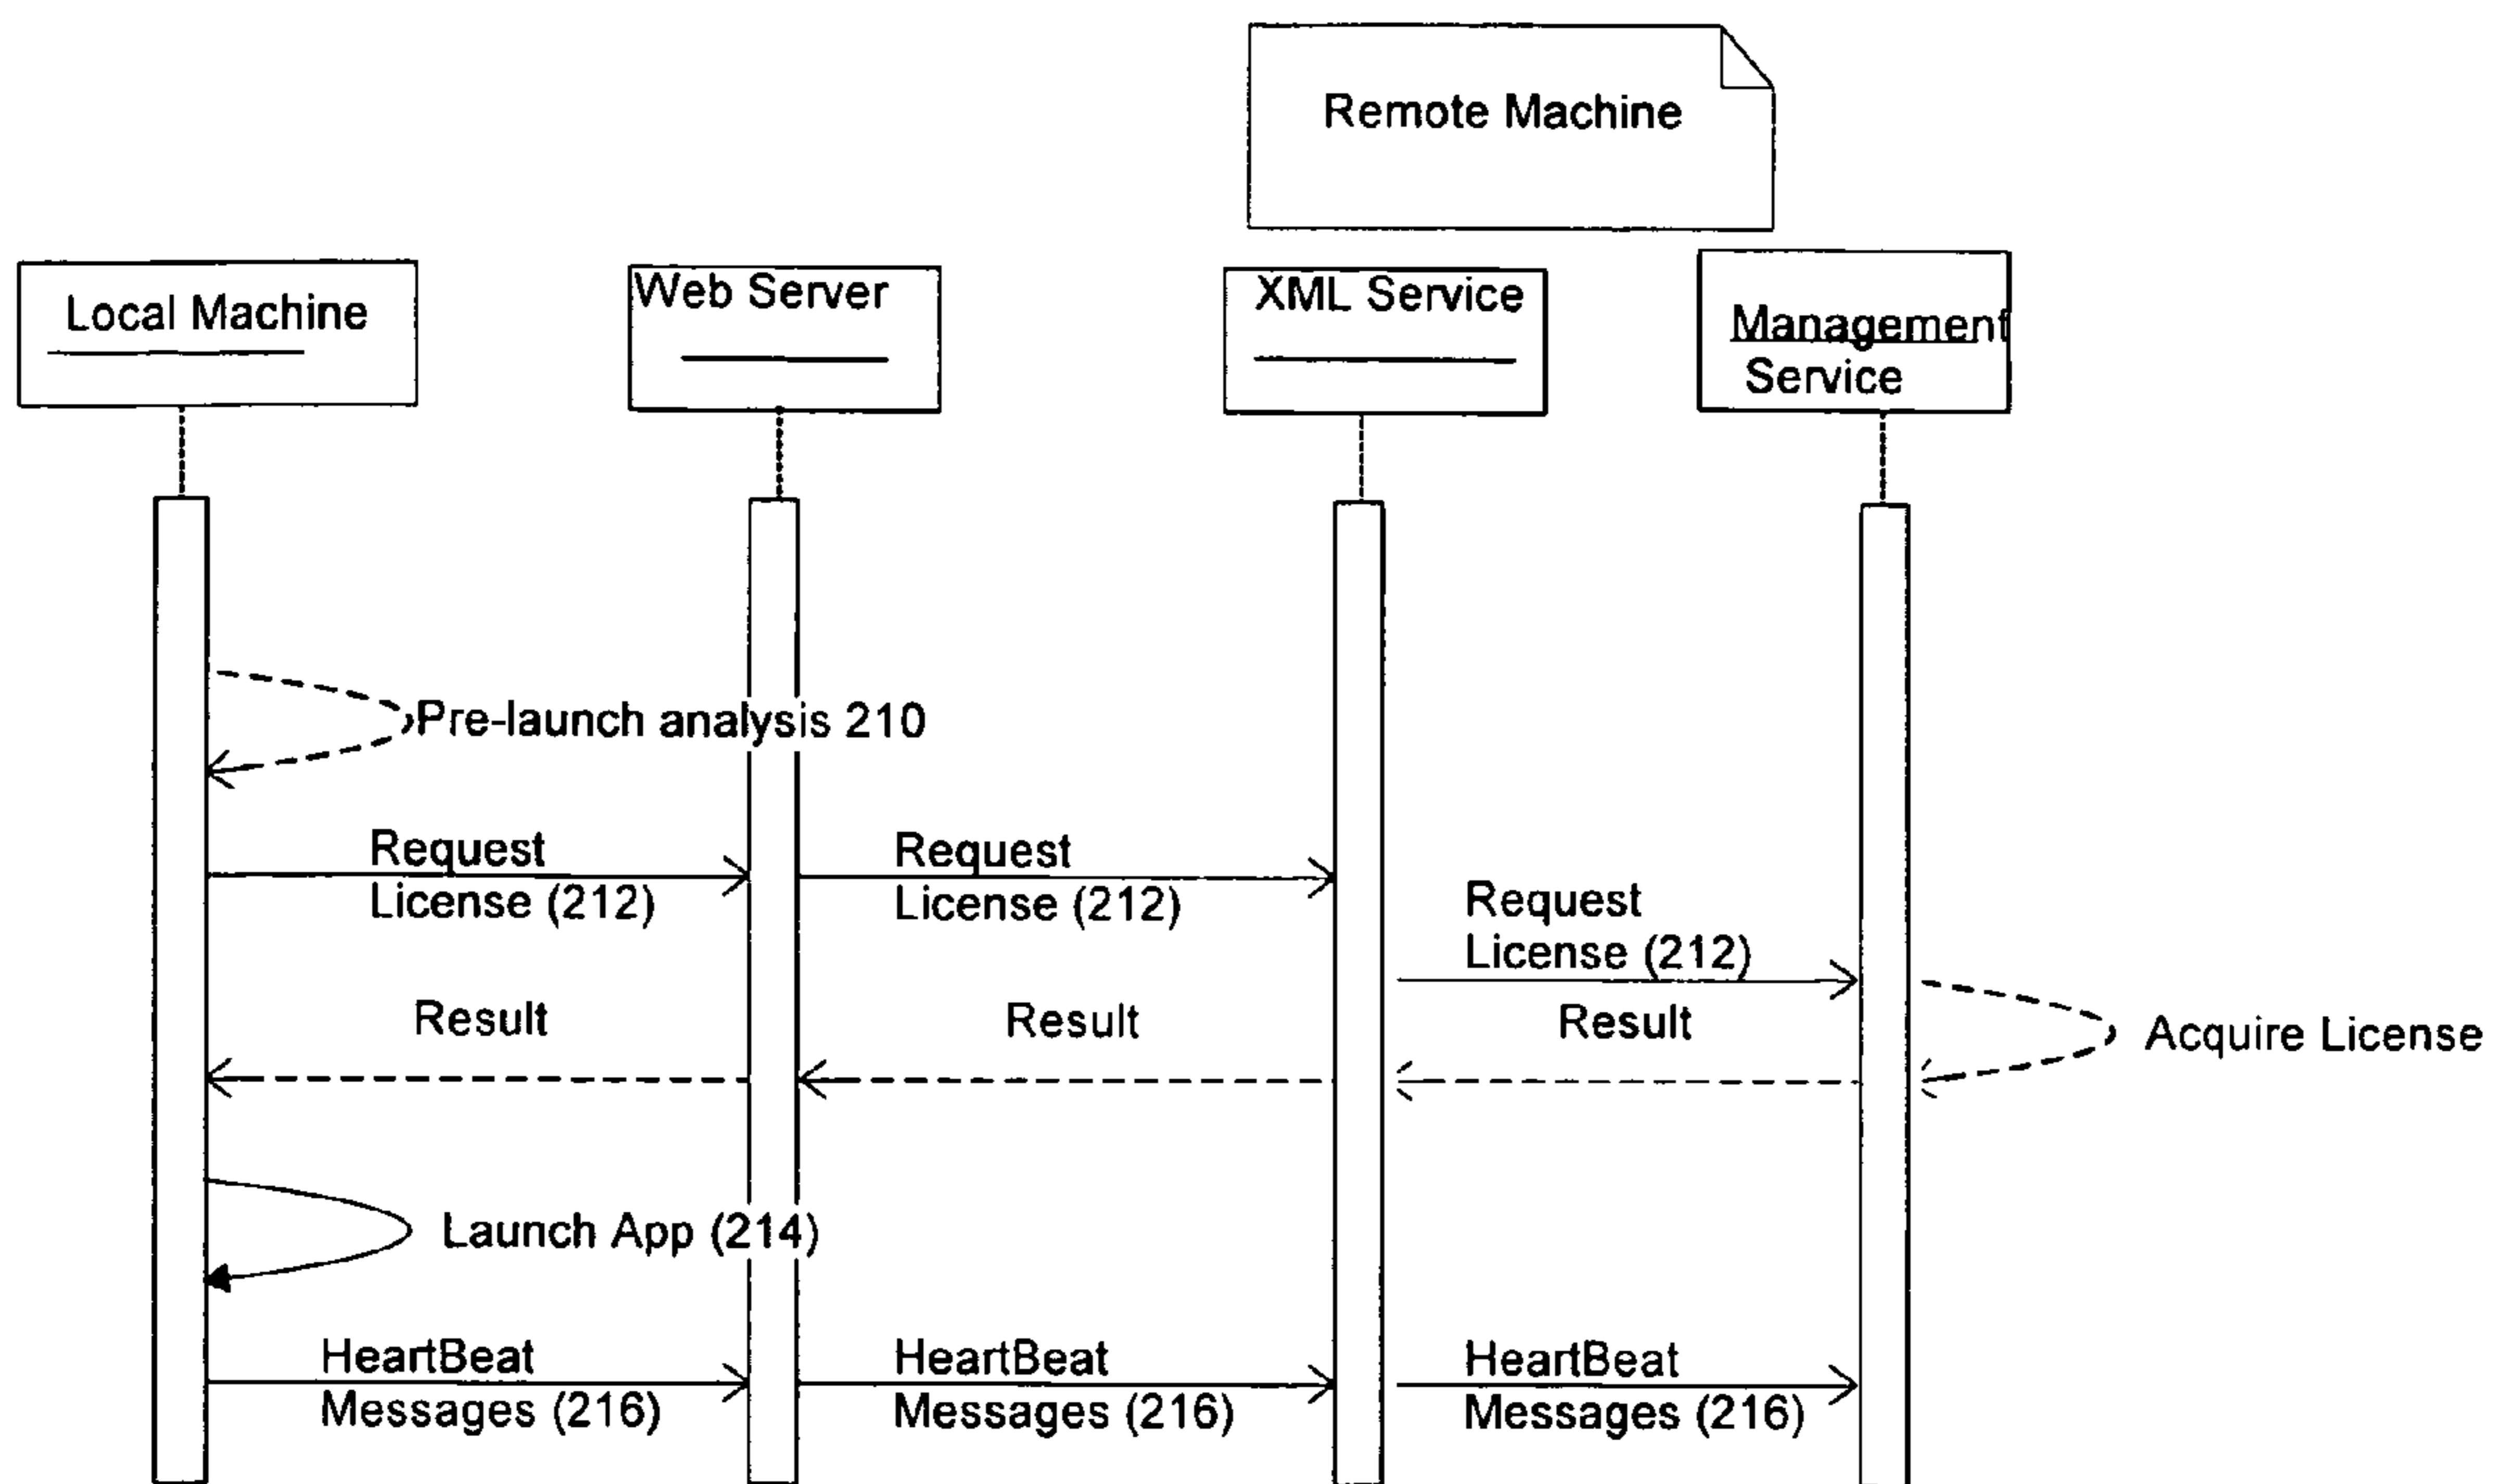 Remote Machine
Local Machine
Web Server
XML Service
Management
Service
Pre-launch analysis 210
Request
License (212)
Request
License (212)
Request
License (212)
Result
Result
Result
Acquire License
Launch App (214)
HeartBeat
Messages (216)
HeartBeat
Messages (216)
HeartBeat
Messages (216)